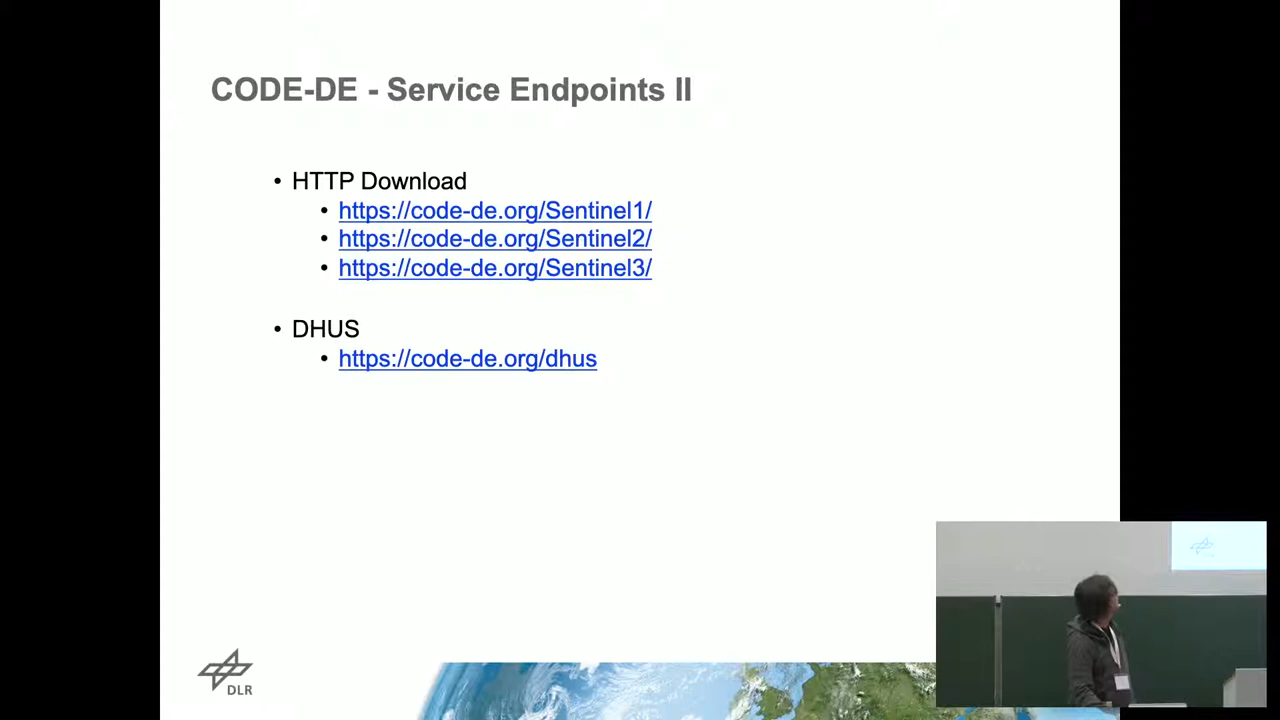 CODE-DE - Service Endpoints II
• HTTP Download
• https://code-de.org/Sentinel1/
• https://code-de.org/Sentinel2/
• https://code-de.org/Sentinel3/
• DHUS
• https://code-de.org/dhus
DLR